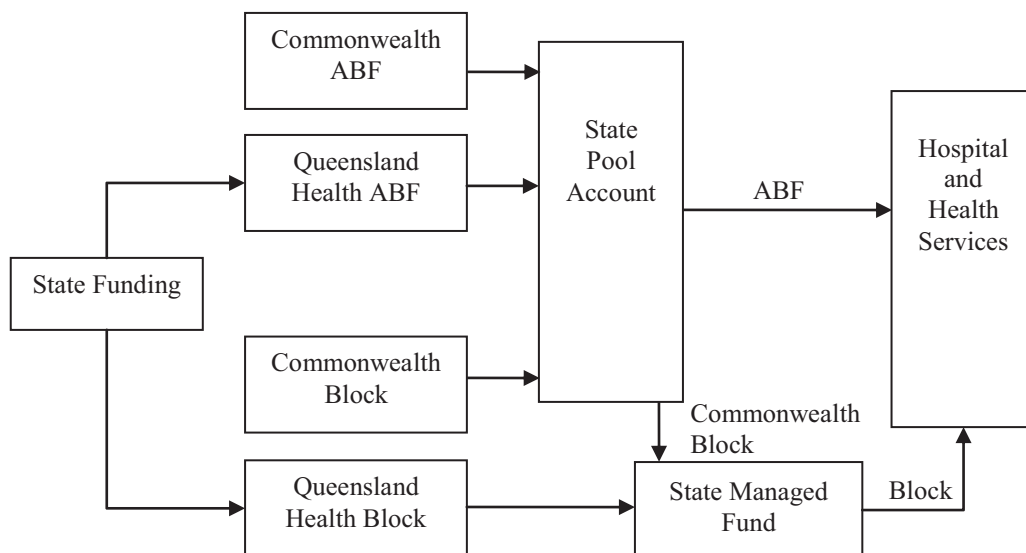 Commonwealth
ABF
State
Pool
Account
Hospital
and
Health
Services
Queensland
Health ABF
ABF
State Funding
Commonwealth
Block
Commonwealth
Block
Queensland
Health Block
State Managed
Fund
Block